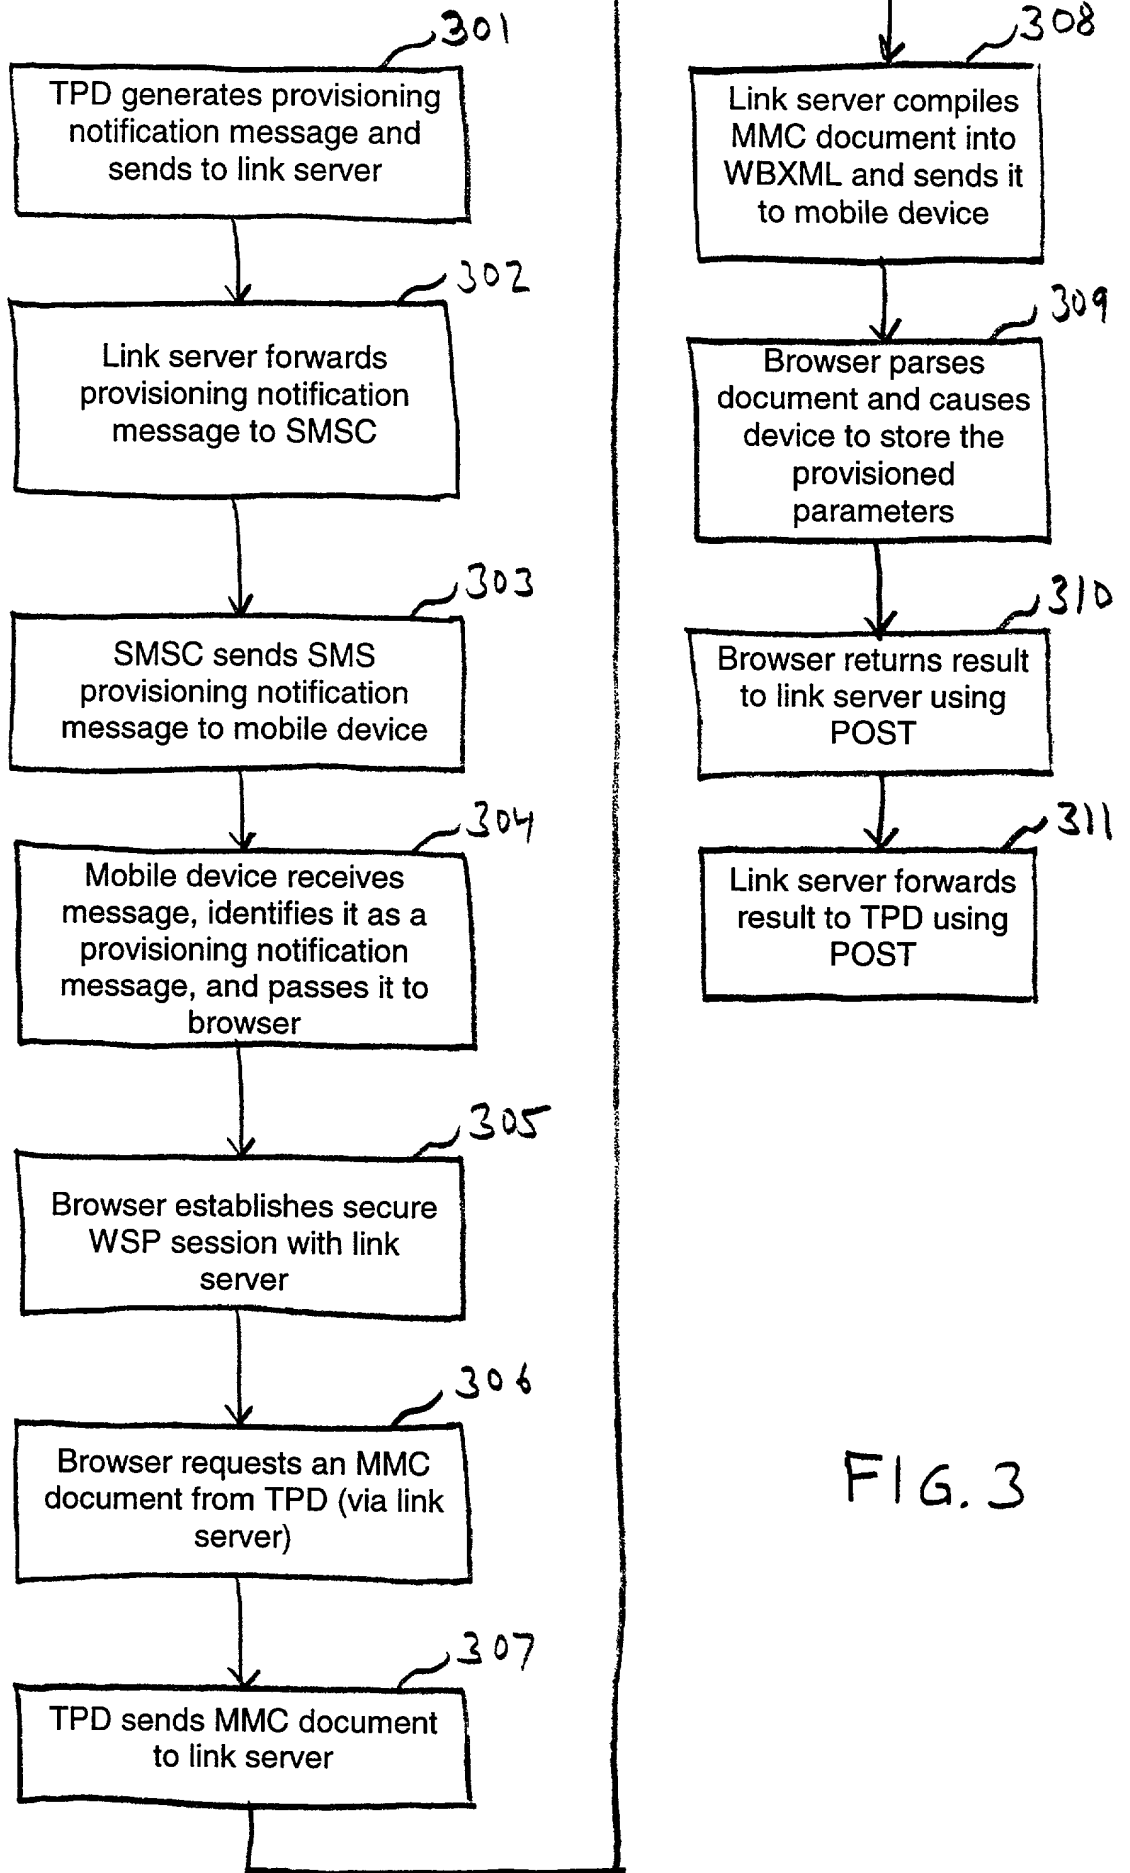 301
TPD generates provisioning
notification message and
sends to link server
302
Link server forwards
provisioning notification
message to SMSC
303
SMSC sends SMS
provisioning notification
message to mobile device
304
Mobile device receives
message, identifies it as a
provisioning notification
message, and passes it to
browser
305
Browser establishes secure
WSP session with link
server
306
Browser requests an MMC
document from TPD (via link
server)
307
TPD sends MMC document
to link server
308
Link server compiles
MMC document into
WBXML and sends it
to mobile device
309
Browser parses
document and causes
device to store the
provisioned
parameters
310
Browser returns result
to link server using
POST
311
Link server forwards
result to TPD using
POST
FIG. 3